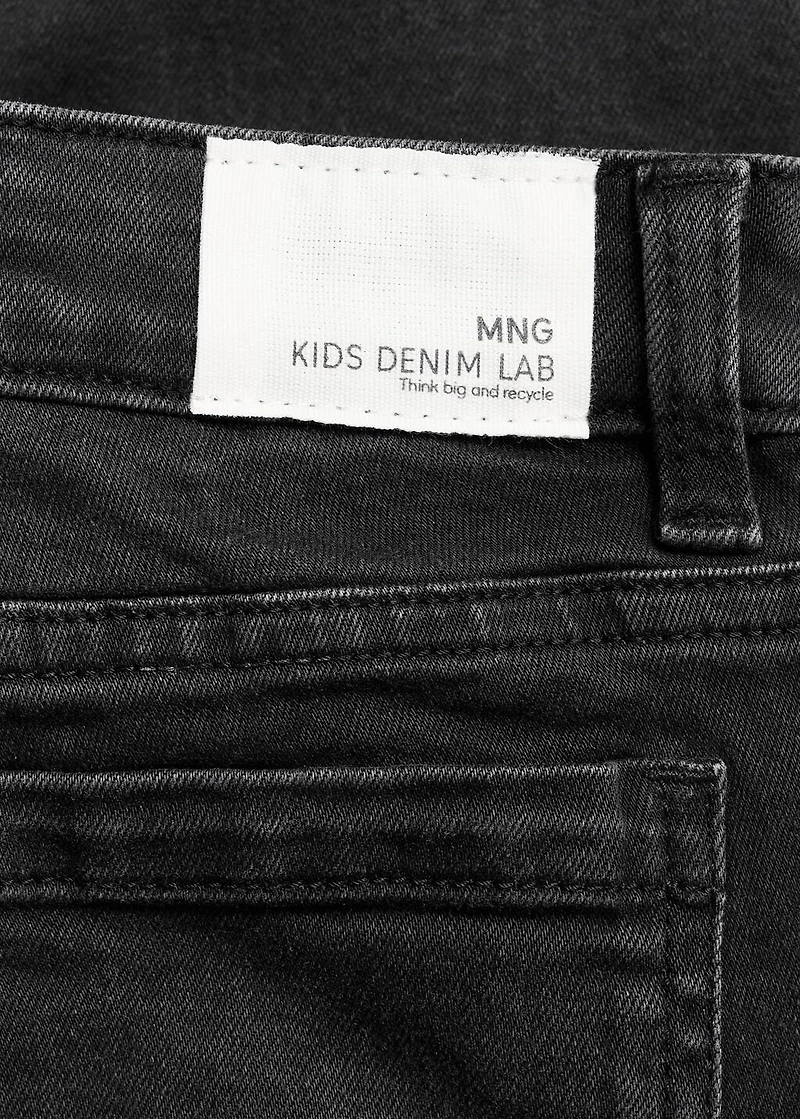 MNG
KIDS DENIM LAB
Think big and recycle